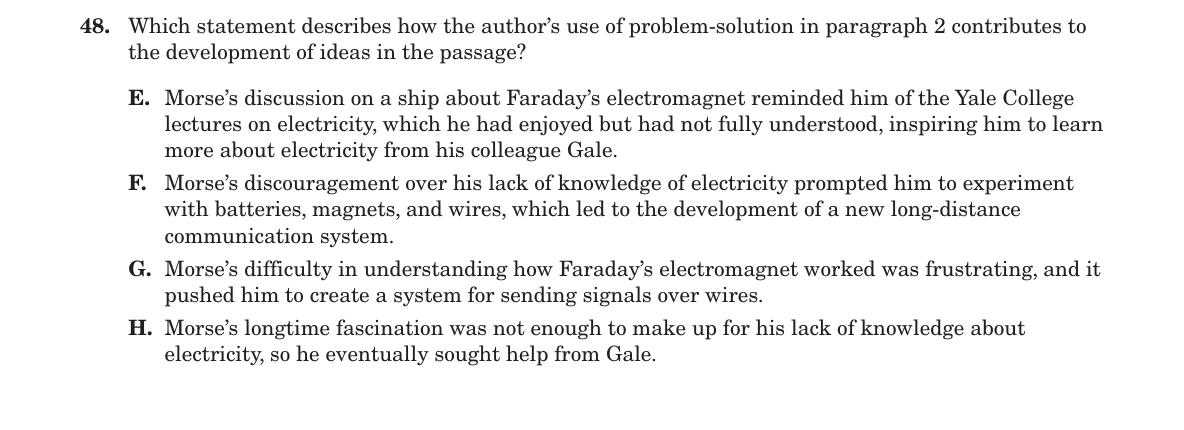 48. Which statement describes how the author’s use of problem-solution in paragraph 2 contributes to
the development of ideas in the passage?
E. Morse’s discussion on a ship about Faraday’s electromagnet reminded him of the Yale College
lectures on electricity, which he had enjoyed but had not fully understood, inspiring him to learn
more about electricity from his colleague Gale.
F. Morse’s discouragement over his lack of knowledge of electricity prompted him to experiment
with batteries, magnets, and wires, which led to the development of a new long-distance
communication system.
G. Morse’s difficulty in understanding how Faraday’s electromagnet worked was frustrating, and it
pushed him to create a system for sending signals over wires.
H. Morse’s longtime fascination was not enough to make up for his lack of knowledge about
electricity, so he eventually sought help from Gale.